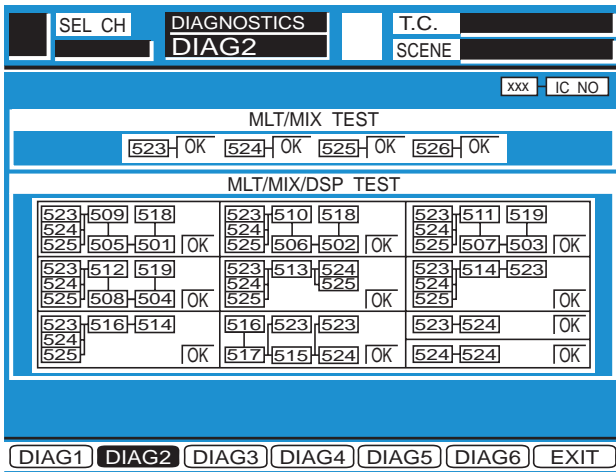 SEL CH DIAGNOSTICS T.C.
DIAG2 SCENE
xxx IC NO
MLT/MIX TEST
523 OK 524 OK 525 OK 526 OK
MLT/MIX/DSP TEST
523 509 518 523 510 518 523 511 519
524 524 524
525 505 501 OK 525 506 502 OK 525 507 503 OK
523 512 519 523 513 524 523 514 523
524 524 525 524
525 508 504 OK 525 OK 525 OK
523 516 514 516 523 523 523 524 OK
524
525 OK 517 515 524 OK 524 524 OK
DIAG1 DIAG2 DIAG3 DIAG4 DIAG5 DIAG6 EXIT